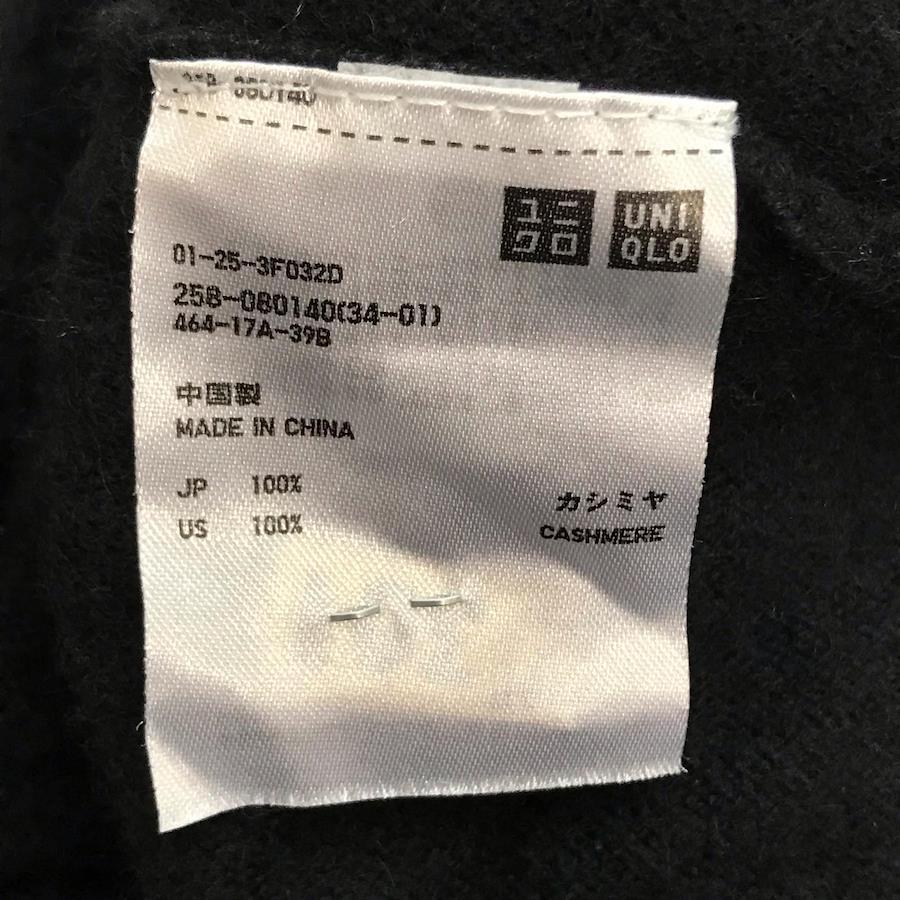 080140
ユニ
クロ
UNI
QLO
01-25-3F032D
258-080140(34-01)
464-17A-39B
中国製
MADE IN CHINA
JP 100% カシミヤ
US 100% CASHMERE